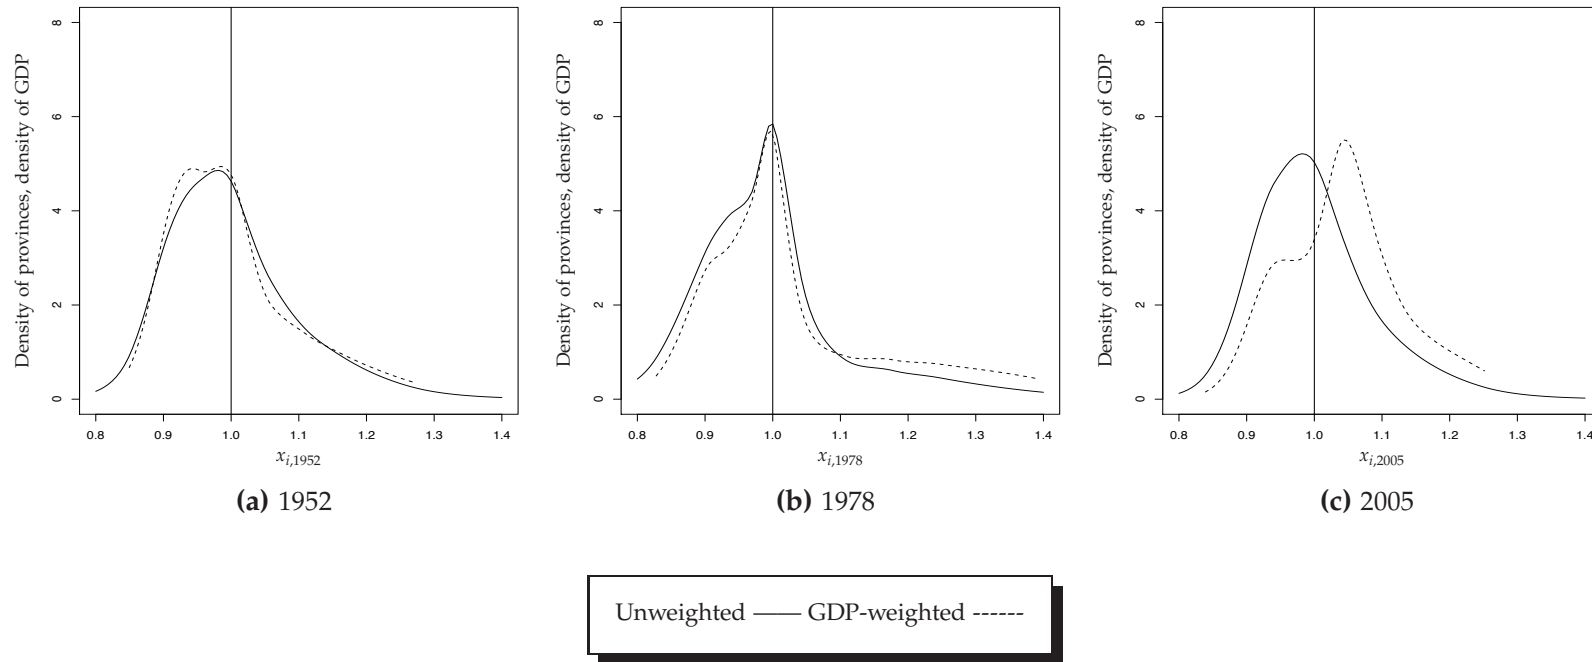 Density of provinces, density of GDP
8
6
4
2
0
0.8 0.9 1.0 1.1 1.2 1.3 1.4
x_{i,1952}
(a) 1952
Density of provinces, density of GDP
8
6
4
2
0
0.8 0.9 1.0 1.1 1.2 1.3 1.4
x_{i,1978}
(b) 1978
Density of provinces, density of GDP
8
6
4
2
0
0.8 0.9 1.0 1.1 1.2 1.3 1.4
x_{i,2005}
(c) 2005
Unweighted —— GDP-weighted ------